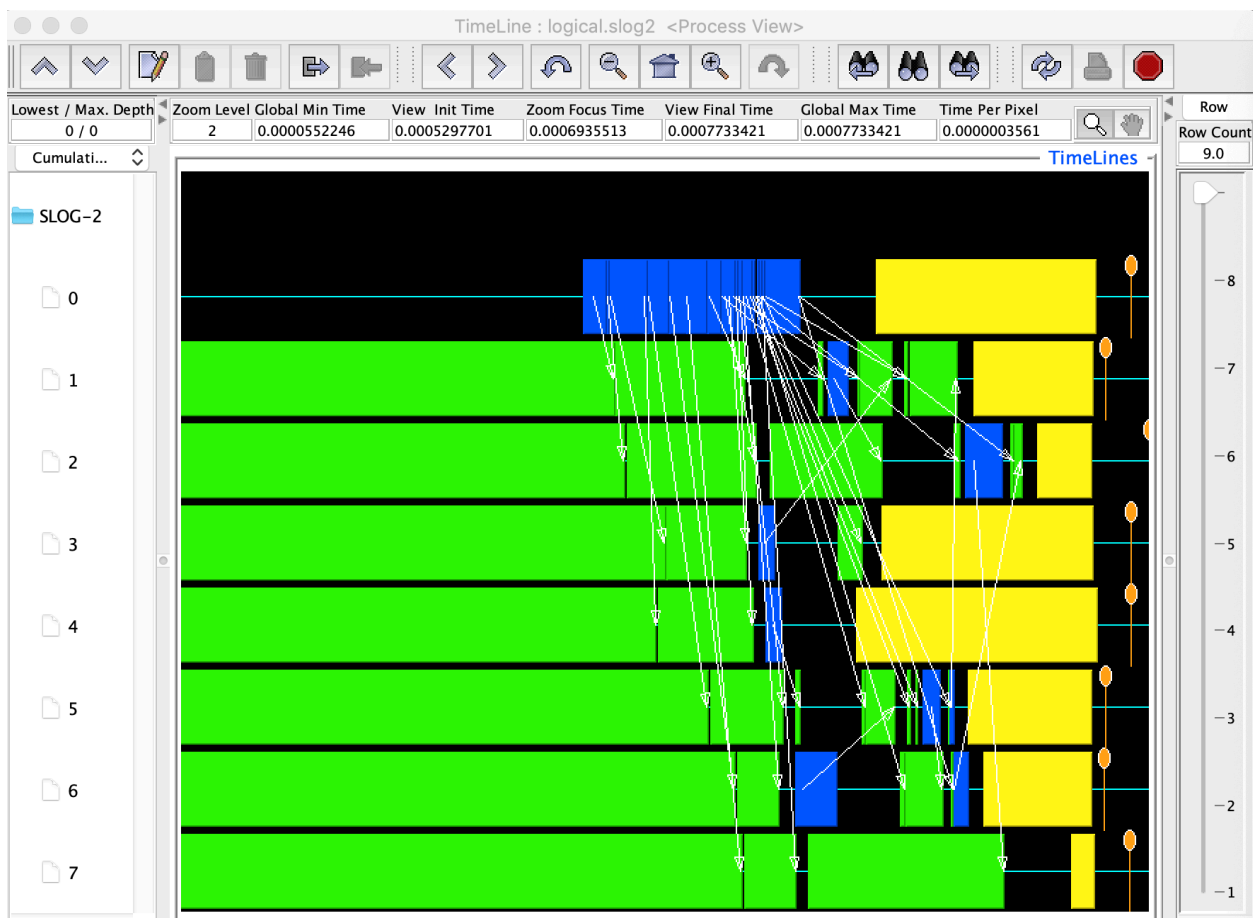 TimeLine : logical.slog2 <Process View>
Lowest / Max. Depth Zoom Level Global Min Time View Init Time Zoom Focus Time View Final Time Global Max Time Time Per Pixel Row
0 / 0 2 0.0000552246 0.0005297701 0.0006935513 0.0007733421 0.0007733421 0.0000003561 Row Count
Cumulati... 9.0
TimeLines
SLOG-2
0
1
2
3
4
5
6
7
8
7
6
5
4
3
2
1